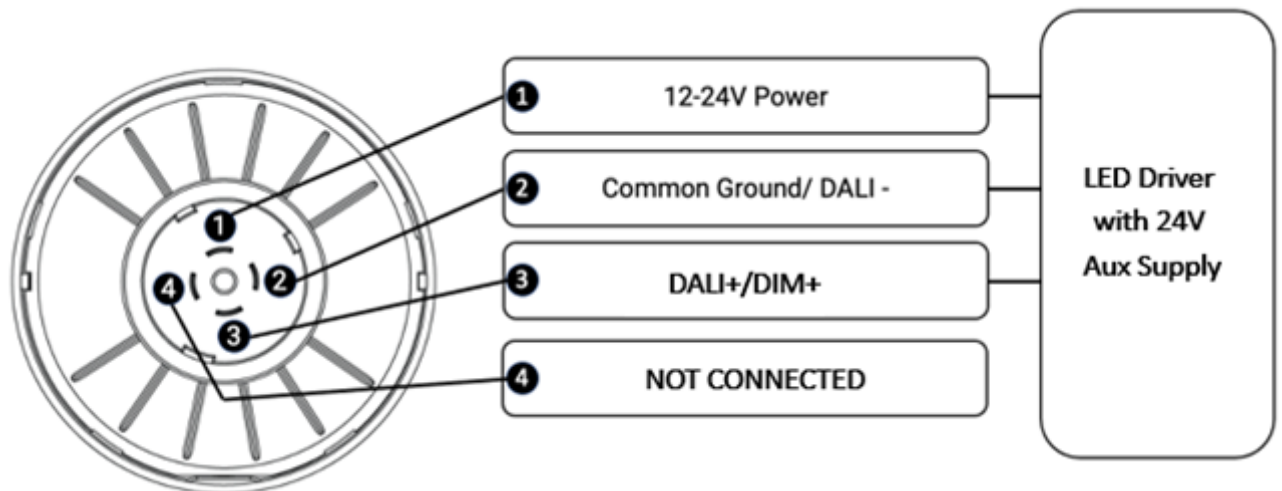 1
2
3
4
1 12-24V Power
2 Common Ground/ DALI -
3 DALI+/DIM+
4 NOT CONNECTED
LED Driver
with 24V
Aux Supply